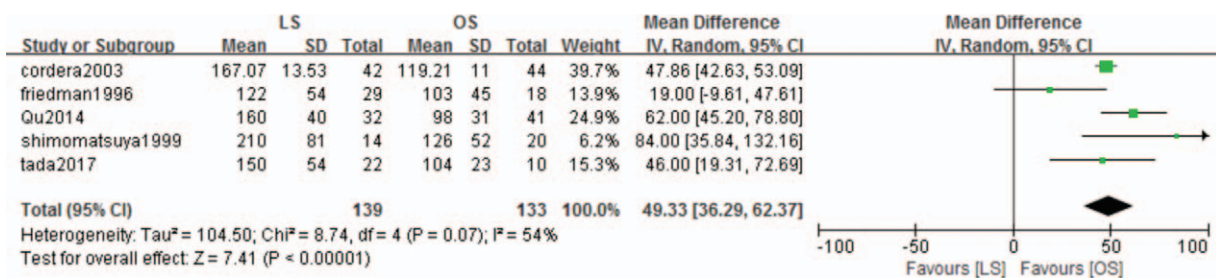 LS OS Mean Difference Mean Difference
Study or Subgroup Mean SD Total Mean SD Total Weight IV, Random, 95% CI IV, Random, 95% CI
cordera2003 167.07 13.53 42 119.21 11 44 39.7% 47.86 [42.63, 53.09]
friedman1996 122 54 29 103 45 18 13.9% 19.00 [-9.61, 47.61]
Qu2014 160 40 32 98 31 41 24.9% 62.00 [45.20, 78.80]
shimomatsuya1999 210 81 14 126 52 20 6.2% 84.00 [35.84, 132.16]
tada2017 150 54 22 104 23 10 15.3% 46.00 [19.31, 72.69]
Total (95% CI) 139 133 100.0% 49.33 [36.29, 62.37]
Heterogeneity: Tau² = 104.50; Chi² = 8.74, df = 4 (P = 0.07); I² = 54%
Test for overall effect: Z = 7.41 (P < 0.00001)
-100 -50 0 50 100
Favours [LS] Favours [OS]